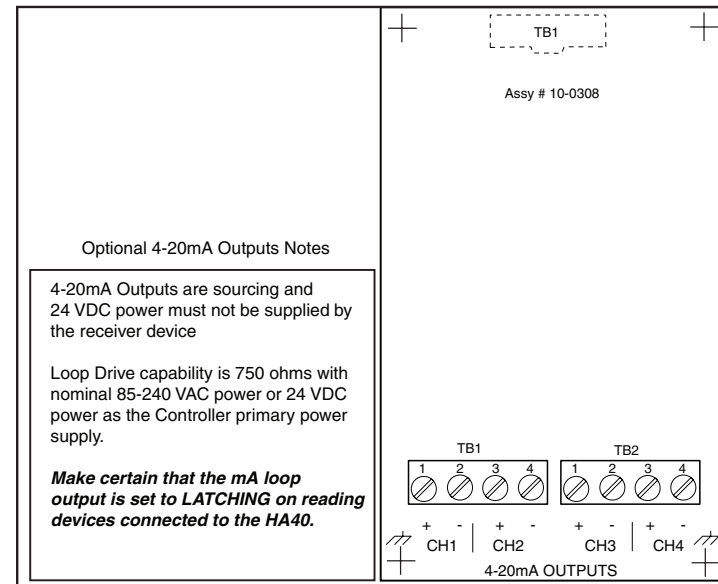 Optional 4-20mA Outputs Notes
4-20mA Outputs are sourcing and
24 VDC power must not be supplied by
the receiver device
Loop Drive capability is 750 ohms with
nominal 85-240 VAC power or 24 VDC
power as the Controller primary power
supply.
Make certain that the mA loop
output is set to LATCHING on reading
devices connected to the HA40.
TB1
Assy # 10-0308
TB1 TB2
1 2 3 4 1 2 3 4
+ - + - + - + -
CH1 CH2 CH3 CH4
4-20mA OUTPUTS